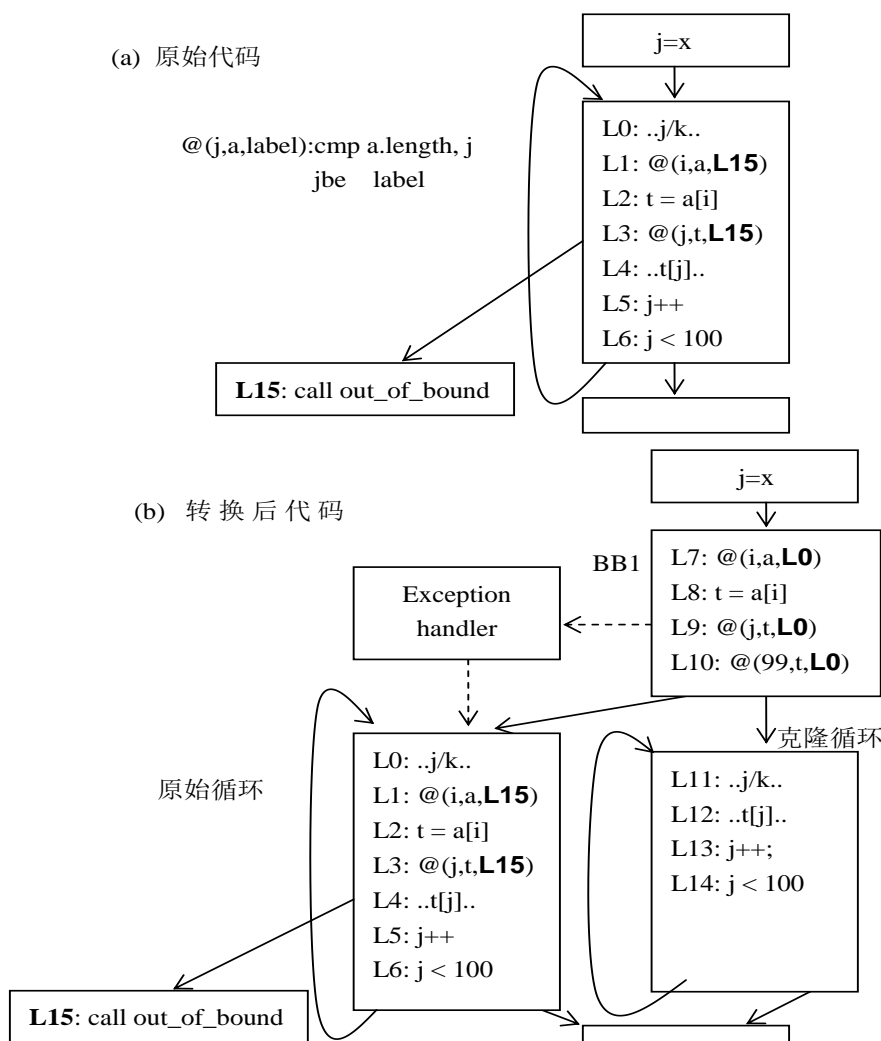 (a) 原始代码
j=x
@(j,a,label):cmp a.length, j
jbe label
L0: ..j/k..
L1: @(i,a,L15)
L2: t = a[i]
L3: @(j,t,L15)
L4: ..t[j]..
L5: j++
L6: j < 100
L15: call out_of_bound
(b) 转换后代码
j=x
BB1
L7: @(i,a,L0)
L8: t = a[i]
L9: @(j,t,L0)
L10: @(99,t,L0)
Exception
handler
原始循环
L0: ..j/k..
L1: @(i,a,L15)
L2: t = a[i]
L3: @(j,t,L15)
L4: ..t[j]..
L5: j++
L6: j < 100
克隆循环
L11: ..j/k..
L12: ..t[j]..
L13: j++;
L14: j < 100
L15: call out_of_bound